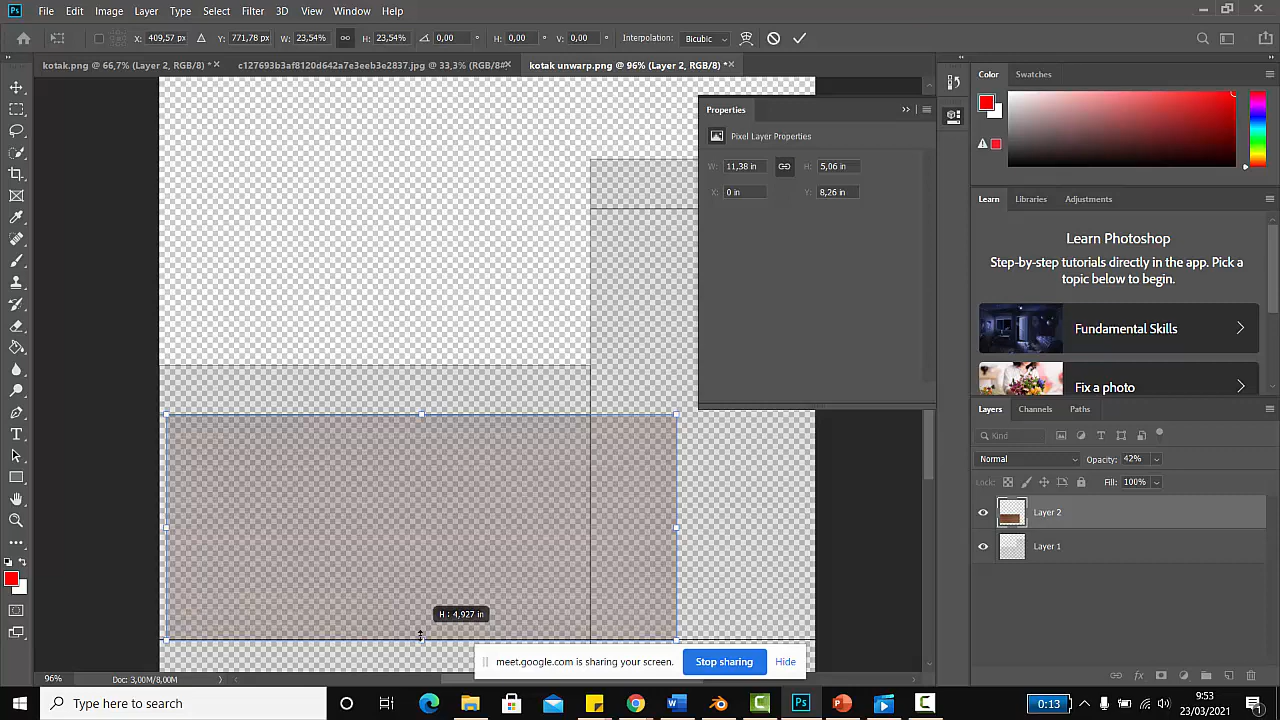 Ps File Edit Image Layer Type Select Filter 3D View Window Help
X: 409,57 px Y: 771,78 px W: 23,54% H: 23,54% 0,00 ° H: 0,00 ° V: 0,00 ° Interpolation: Bicubic
kotak.png @ 66,7% (Layer 2, RGB/8) * × c127693b3af8120d642a7e3eeb3e2837.jpg @ 33,3% (RGB/8#) × kotak unwarp.png @ 96% (Layer 2, RGB/8) * ×
Color Swatches
Properties
Pixel Layer Properties
W: 11,38 in H: 5,06 in
X: 0 in Y: 8,26 in
Learn Libraries Adjustments
Learn Photoshop
Step-by-step tutorials directly in the app. Pick a
topic below to begin.
Fundamental Skills
Fix a photo
Layers Channels Paths
Kind
Normal Opacity: 42%
Lock: Fill: 100%
Layer 2
Layer 1
H : 4,927 in
meet.google.com is sharing your screen. Stop sharing Hide
96% Doc: 3,00M/8,00M
fx
Type here to search
0:13
9:53
23/03/2021